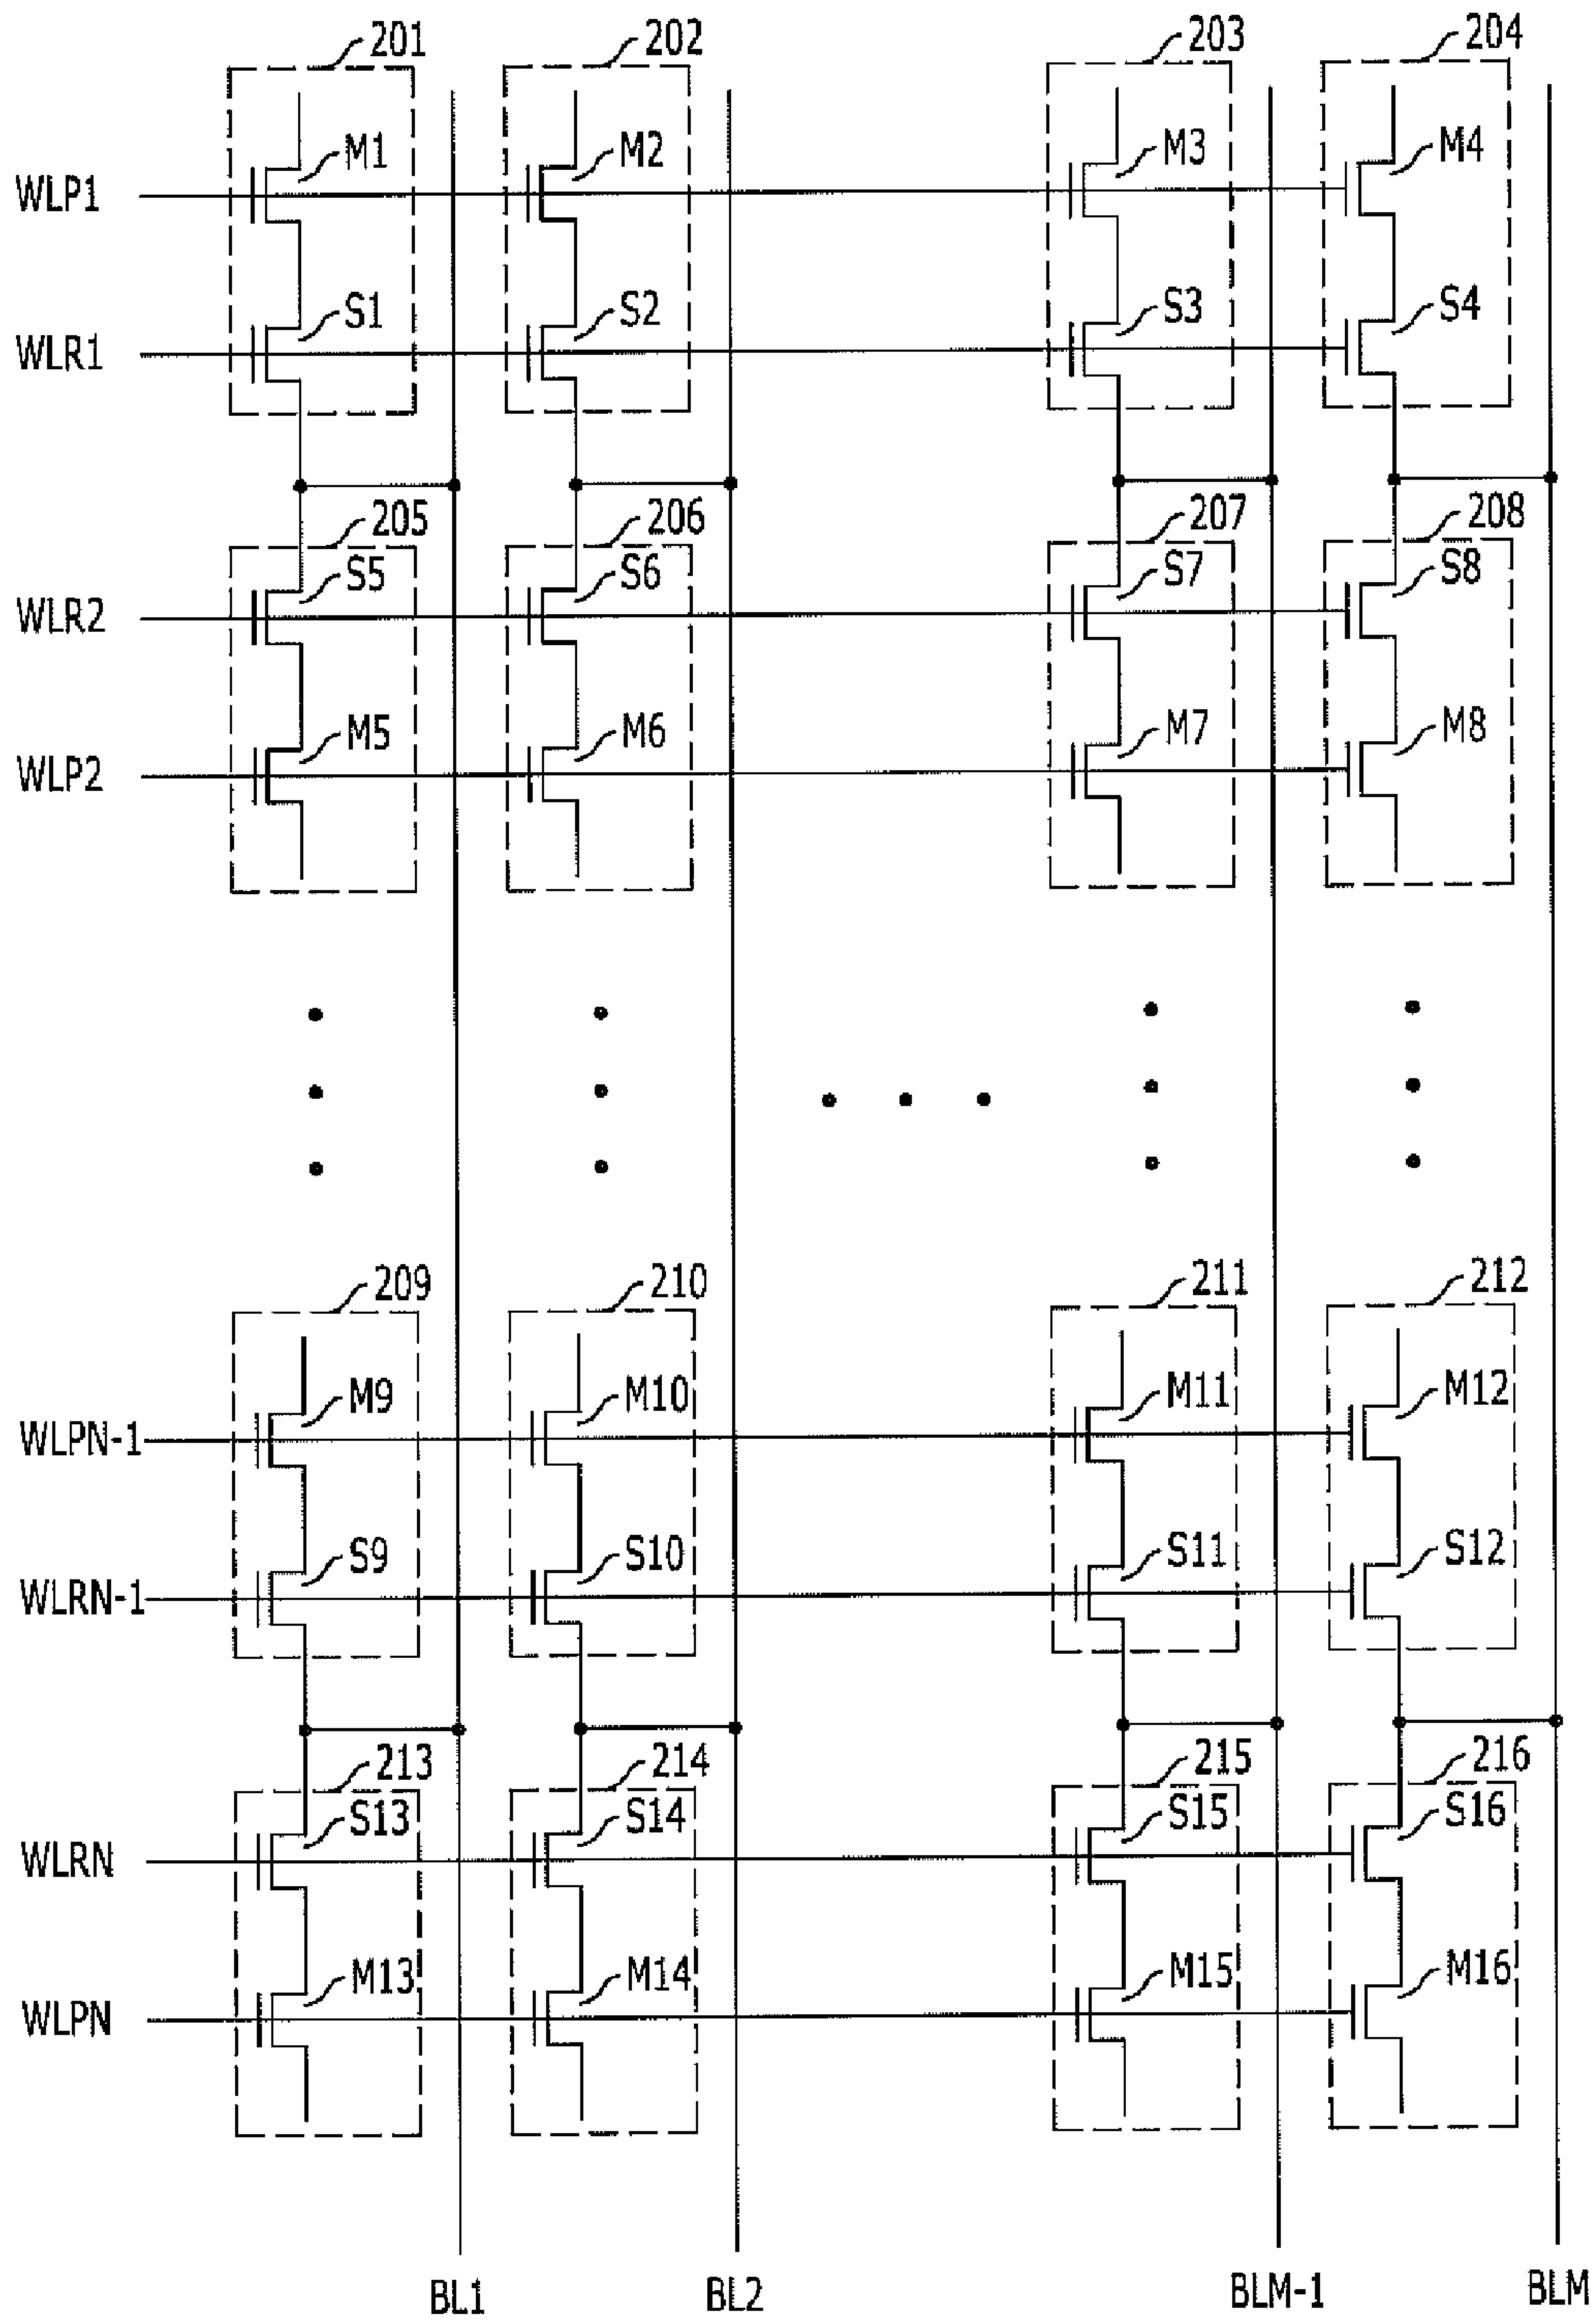 201 202 203 204
WLP1 M1 M2 M3 M4
WLR1 S1 S2 S3 S4
205 206 207 208
WLR2 S5 S6 S7 S8
WLP2 M5 M6 M7 M8
209 210 211 212
WLPN-1 M9 M10 M11 M12
WLRN-1 S9 S10 S11 S12
213 214 215 216
WLRN S13 S14 S15 S16
WLPN M13 M14 M15 M16
BL1 BL2 BLM-1 BLM